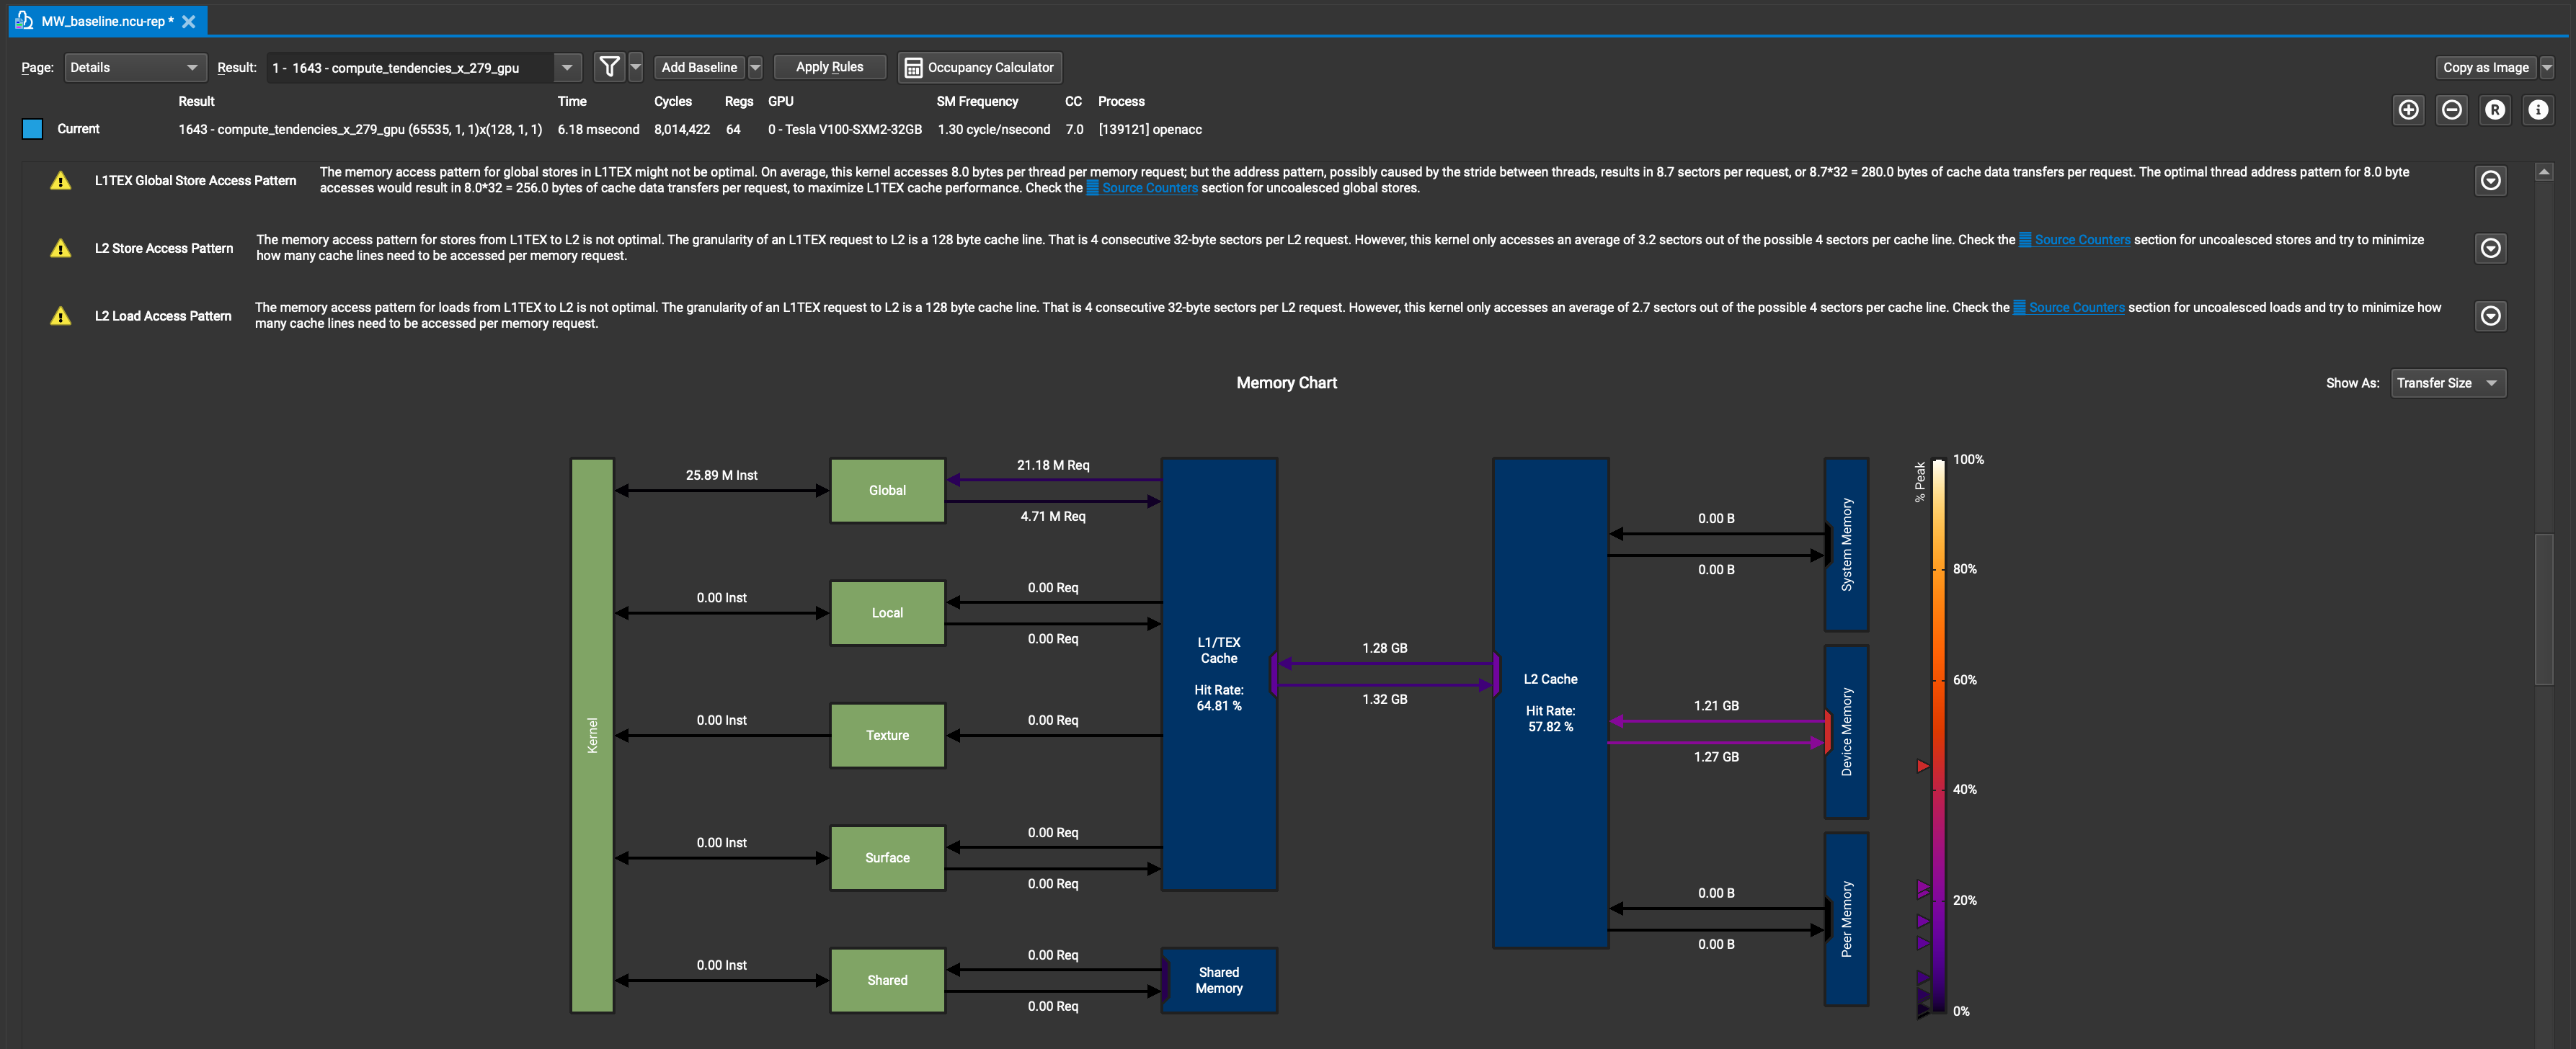 MW_baseline.ncu-rep *
Page: Details Result: 1 - 1643 - compute_tendencies_x_279_gpu Add Baseline Apply Rules Occupancy Calculator Copy as Image
Result Time Cycles Regs GPU SM Frequency CC Process
Current 1643 - compute_tendencies_x_279_gpu (65535, 1, 1)x(128, 1, 1) 6.18 msecond 8,014,422 64 0 - Tesla V100-SXM2-32GB 1.30 cycle/nsecond 7.0 [139121] openacc
R i
L1TEX Global Store Access Pattern
The memory access pattern for global stores in L1TEX might not be optimal. On average, this kernel accesses 8.0 bytes per thread per memory request; but the address pattern, possibly caused by the stride between threads, results in 8.7 sectors per request, or 8.7*32 = 280.0 bytes of cache data transfers per request. The optimal thread address pattern for 8.0 byte
accesses would result in 8.0*32 = 256.0 bytes of cache data transfers per request, to maximize L1TEX cache performance. Check the Source Counters section for uncoalesced global stores.
L2 Store Access Pattern
The memory access pattern for stores from L1TEX to L2 is not optimal. The granularity of an L1TEX request to L2 is a 128 byte cache line. That is 4 consecutive 32-byte sectors per L2 request. However, this kernel only accesses an average of 3.2 sectors out of the possible 4 sectors per cache line. Check the Source Counters section for uncoalesced stores and try to minimize
how many cache lines need to be accessed per memory request.
L2 Load Access Pattern
The memory access pattern for loads from L1TEX to L2 is not optimal. The granularity of an L1TEX request to L2 is a 128 byte cache line. That is 4 consecutive 32-byte sectors per L2 request. However, this kernel only accesses an average of 2.7 sectors out of the possible 4 sectors per cache line. Check the Source Counters section for uncoalesced loads and try to minimize how
many cache lines need to be accessed per memory request.
Memory Chart
Show As: Transfer Size
Kernel
25.89 M Inst
Global
21.18 M Req
4.71 M Req
0.00 Inst
Local
0.00 Req
0.00 Req
0.00 Inst
Texture
0.00 Req
0.00 Inst
Surface
0.00 Req
0.00 Req
0.00 Inst
Shared
0.00 Req
0.00 Req
L1/TEX
Cache
Hit Rate:
64.81 %
Shared
Memory
1.28 GB
1.32 GB
L2 Cache
Hit Rate:
57.82 %
0.00 B
0.00 B
System Memory
1.21 GB
1.27 GB
Device Memory
0.00 B
0.00 B
Peer Memory
% Peak
100%
80%
60%
40%
20%
0%